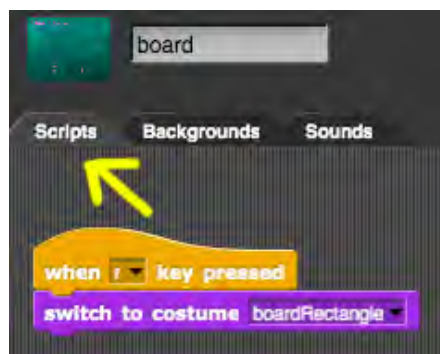 board
Scripts Backgrounds Sounds
when r key pressed
switch to costume boardRectangle